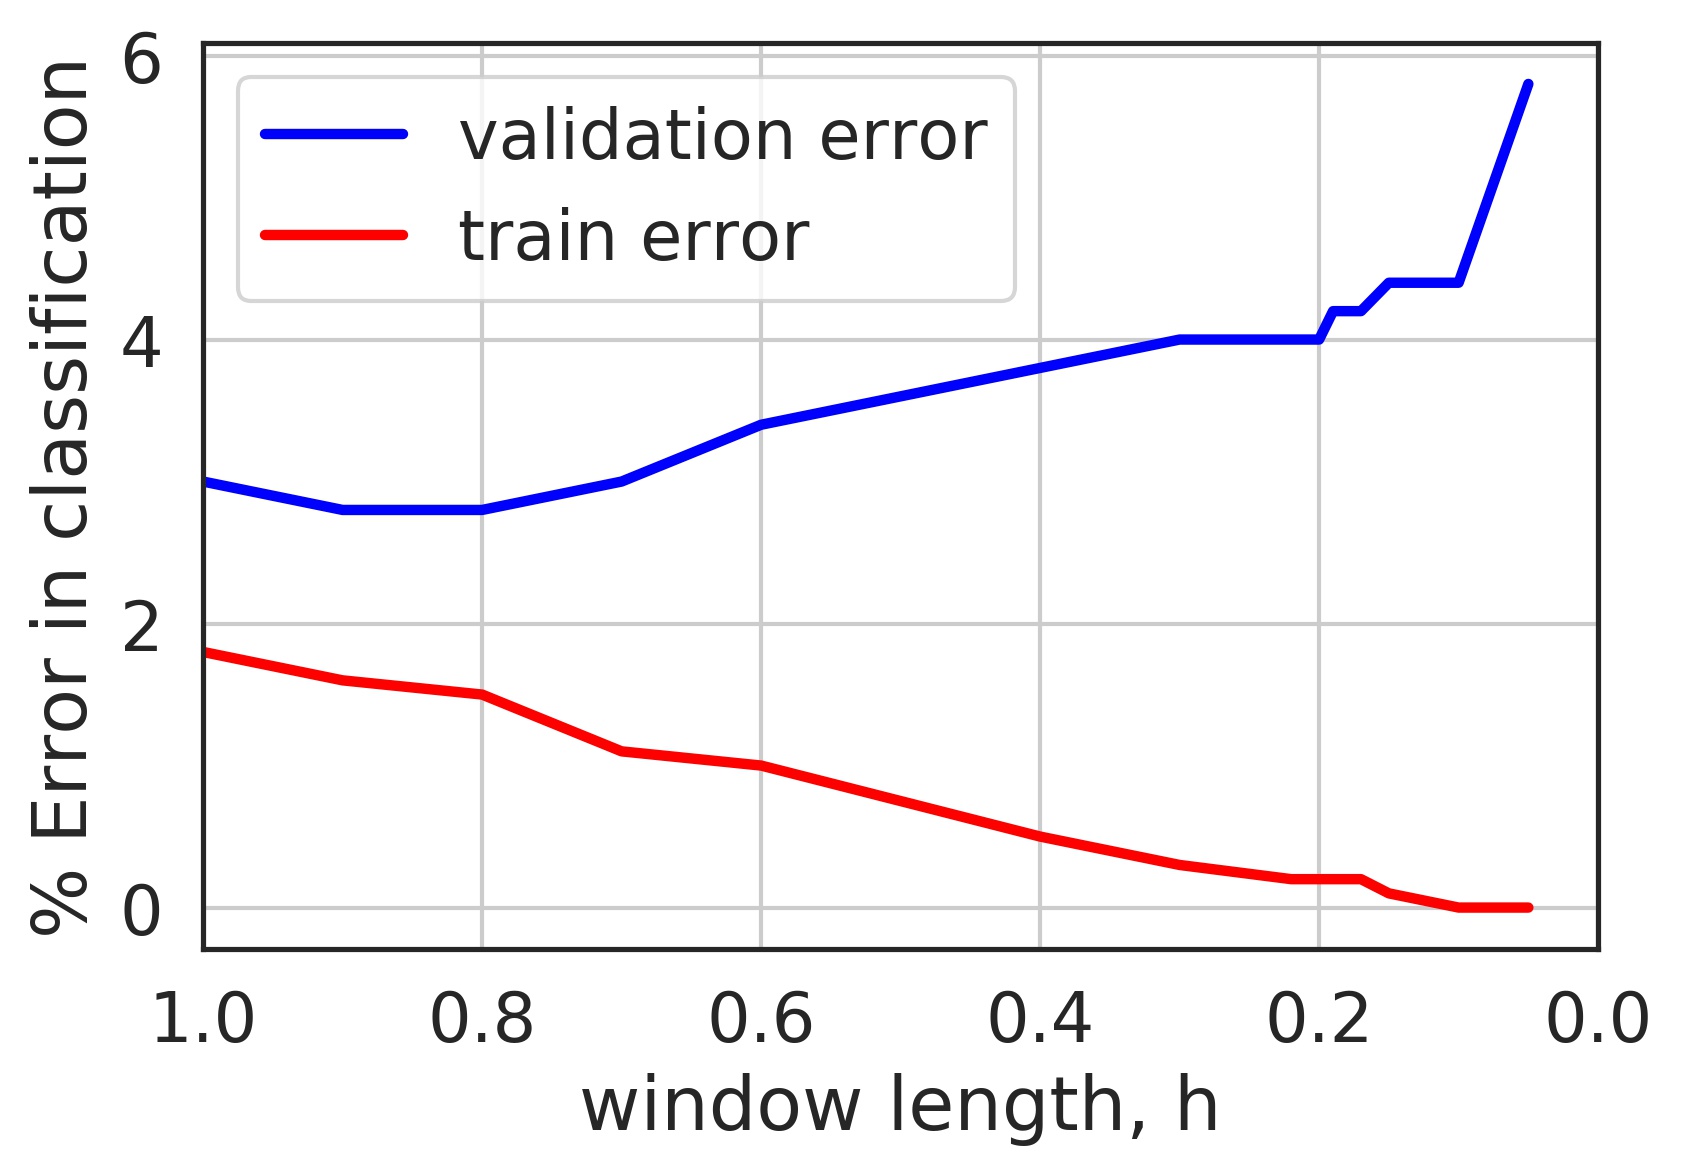 % Error in classification
6
4
2
0
validation error
train error
1.0 0.8 0.6 0.4 0.2 0.0
window length, h